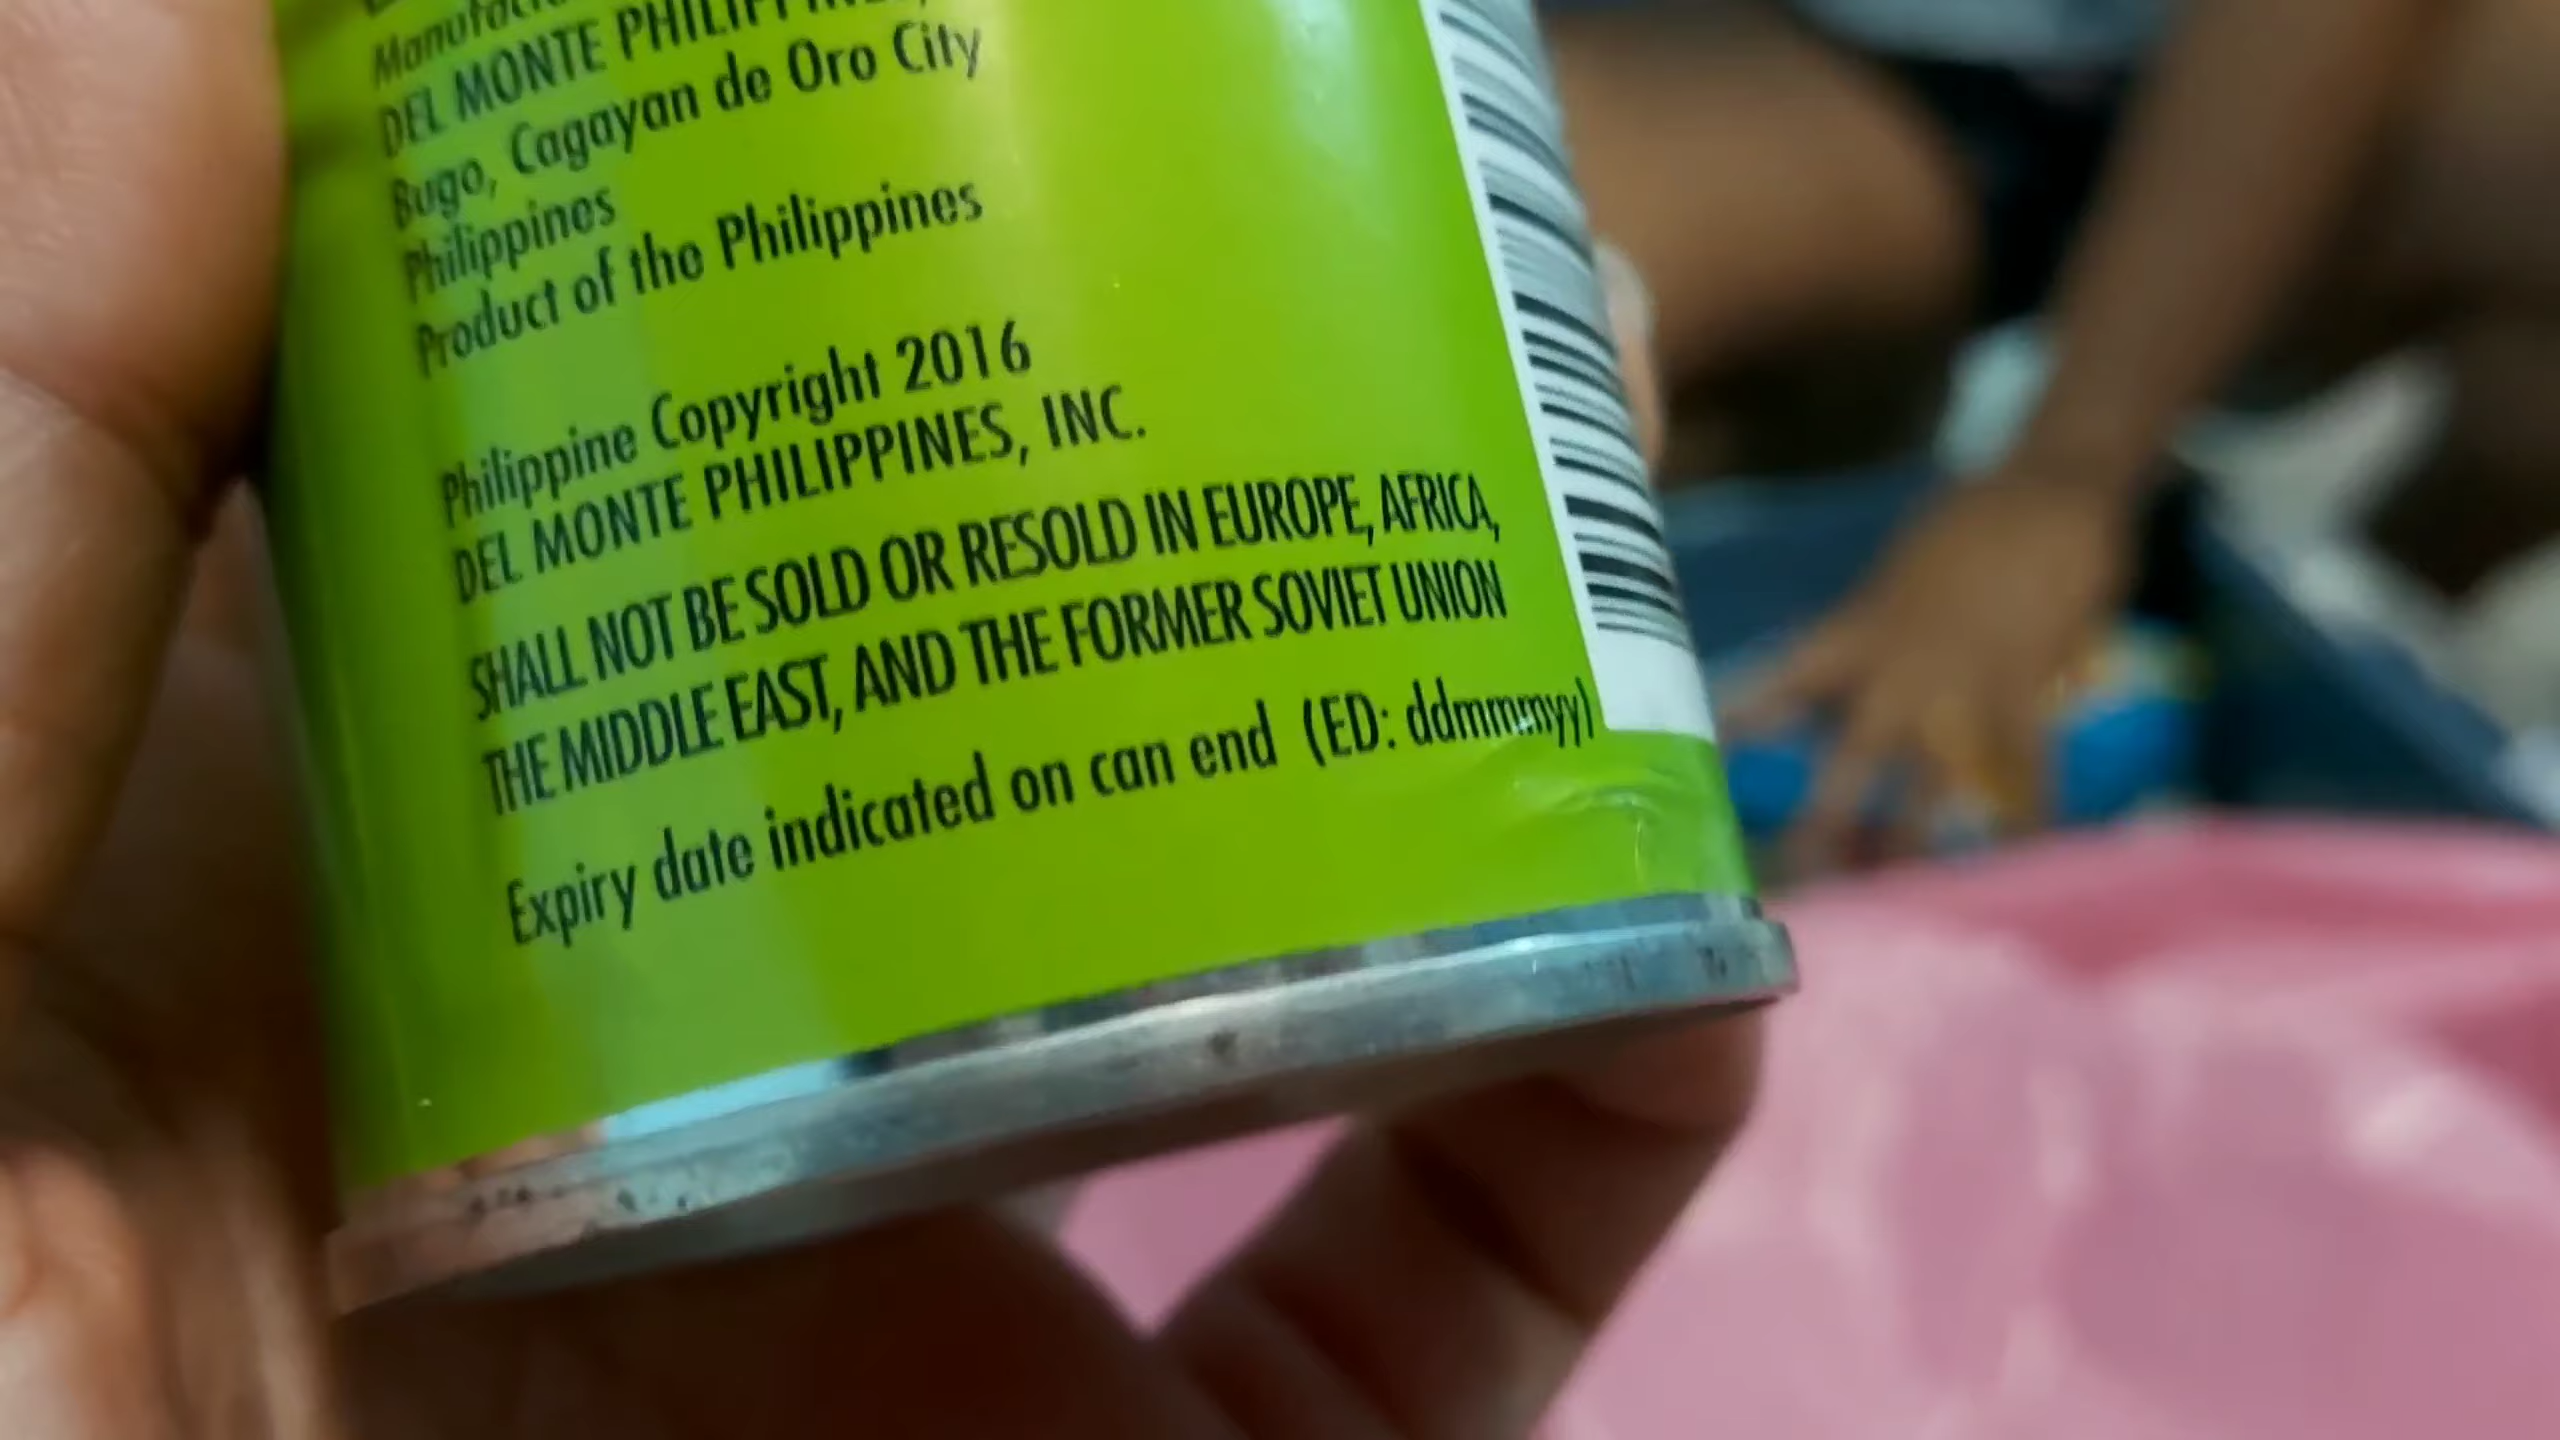 DEL MONTE PHILIPPINES,
Bugo, Cagayan de Oro City
Philippines
Product of the Philippines
Philippine Copyright 2016
DEL MONTE PHILIPPINES, INC.
SHALL NOT BE SOLD OR RESOLD IN EUROPE, AFRICA,
THE MIDDLE EAST, AND THE FORMER SOVIET UNION
Expiry date indicated on can end (ED: ddmmmyy)